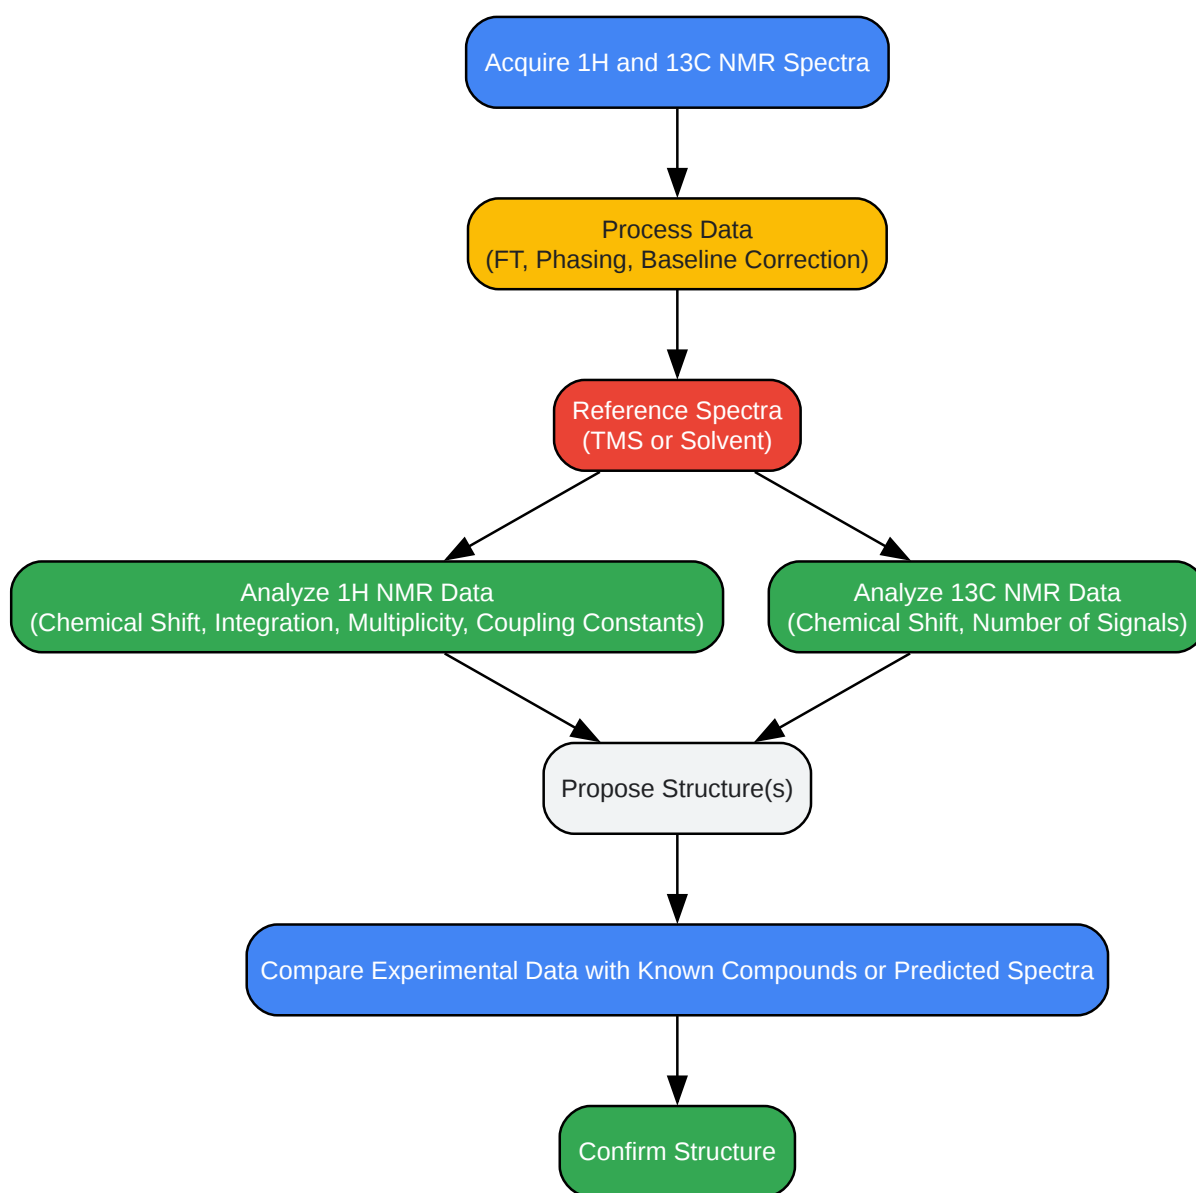 Acquire 1H and 13C NMR Spectra
Process Data
(FT, Phasing, Baseline Correction)
Reference Spectra
(TMS or Solvent)
Analyze 1H NMR Data
(Chemical Shift, Integration, Multiplicity, Coupling Constants)
Analyze 13C NMR Data
(Chemical Shift, Number of Signals)
Propose Structure(s)
Compare Experimental Data with Known Compounds or Predicted Spectra
Confirm Structure